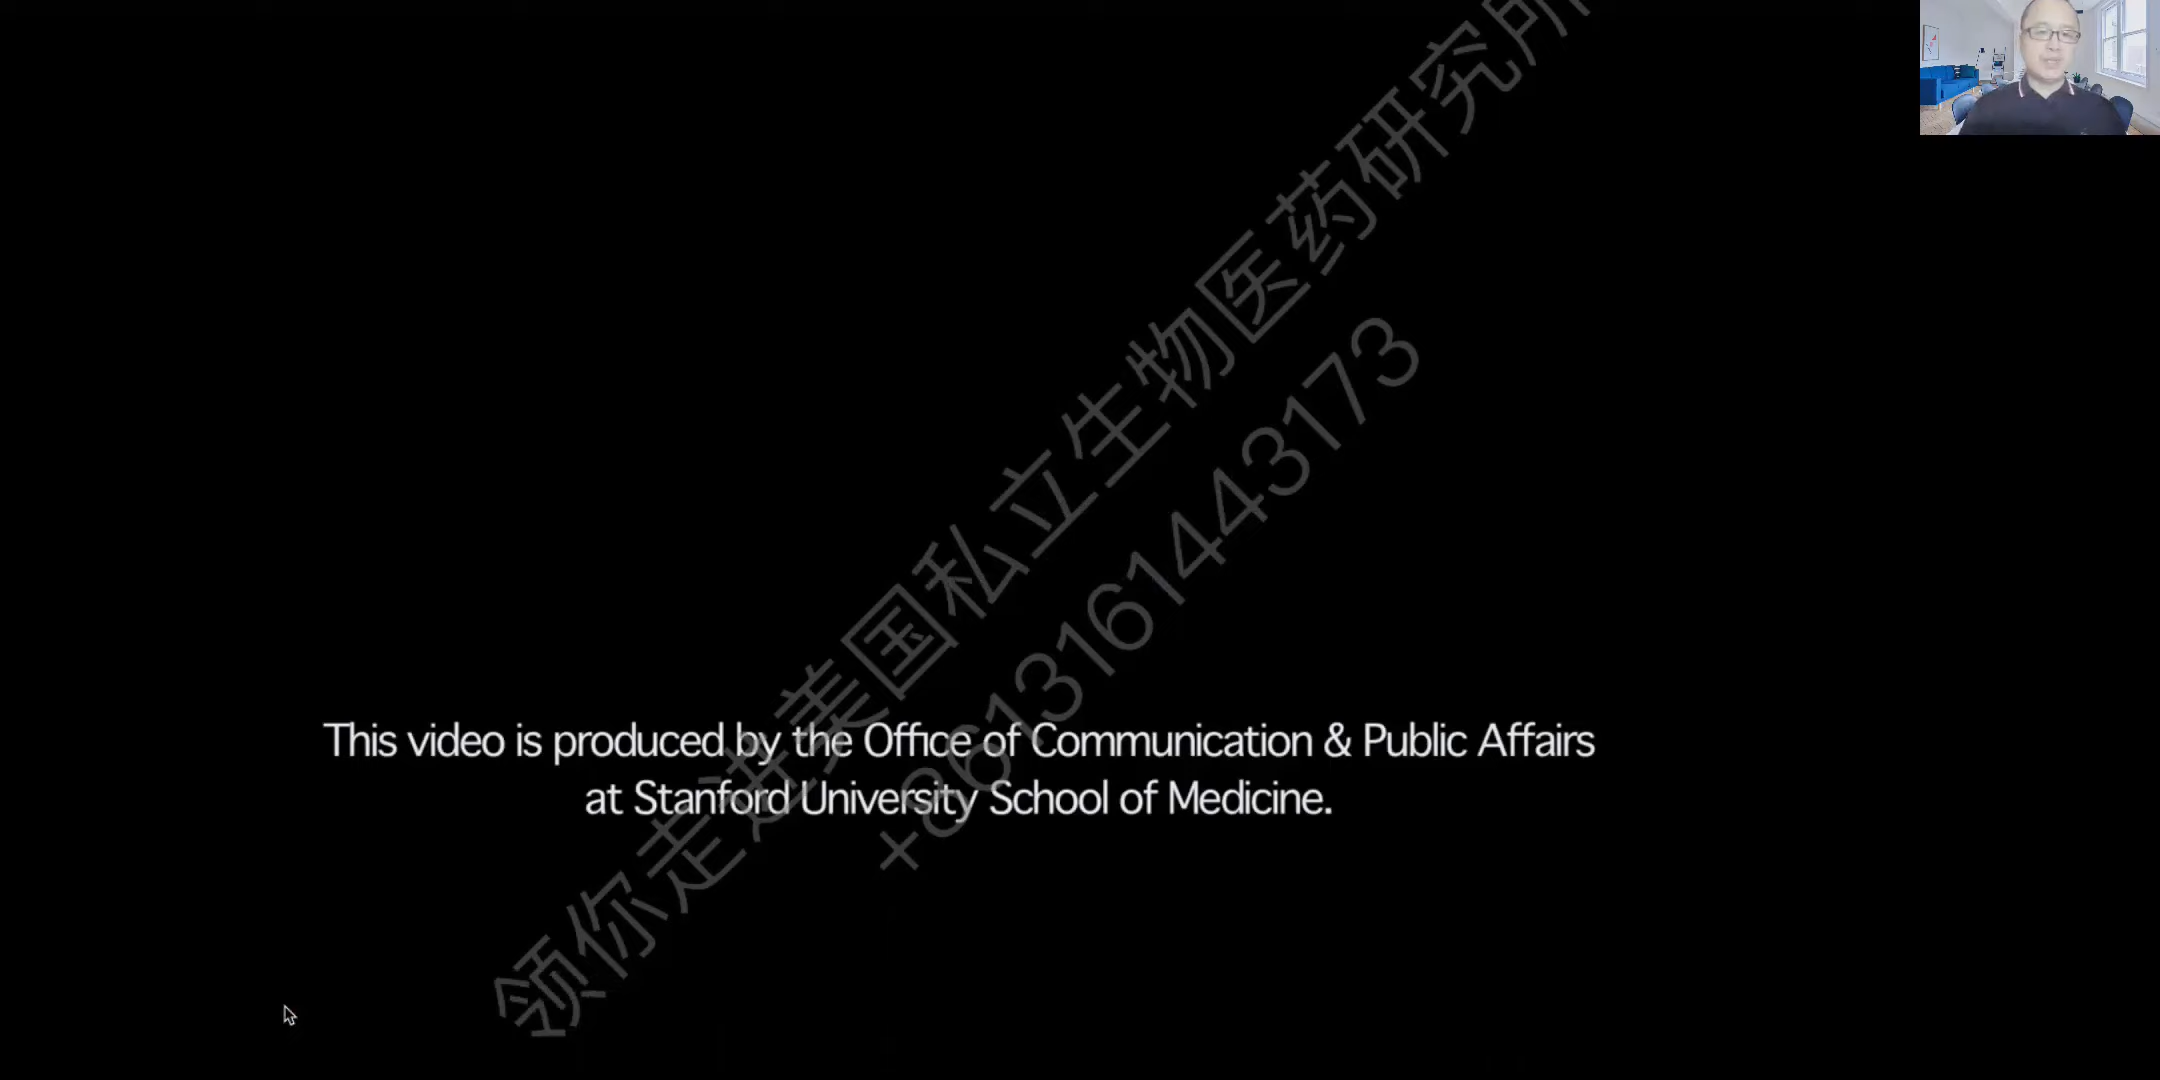 This video is produced by the Office of Communication & Public Affairs
at Stanford University School of Medicine.
领你走进美国私立生物医药研究所
+8613161443173